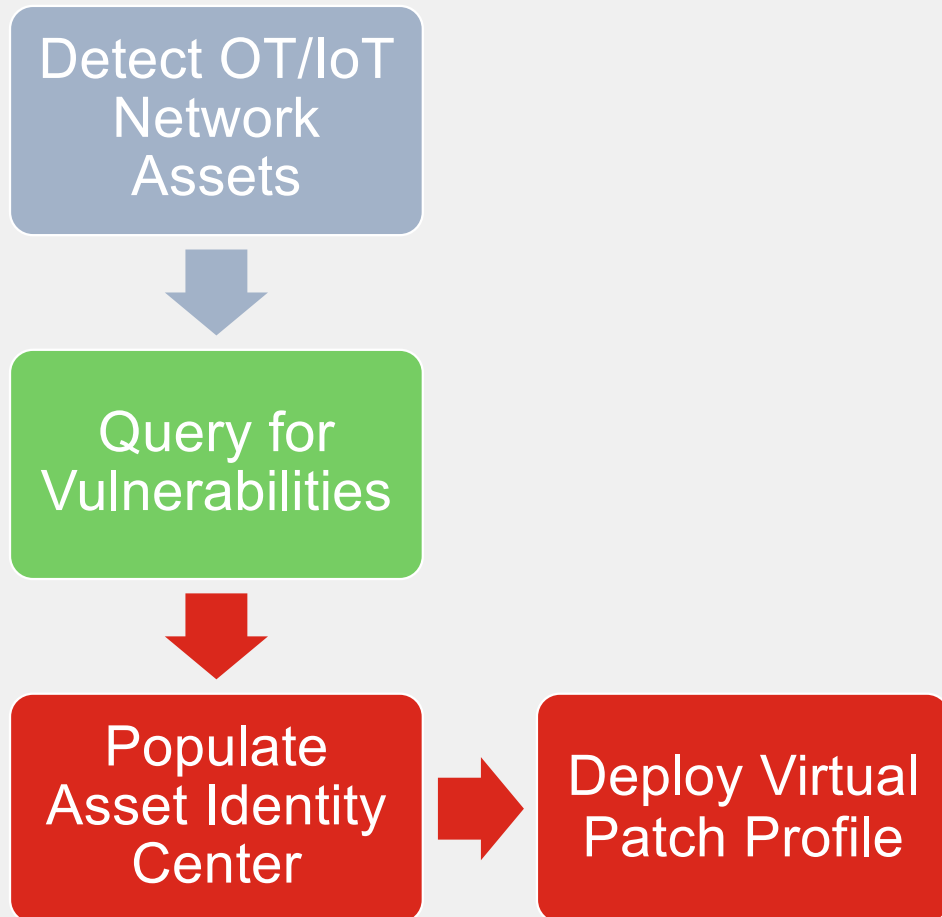 Detect OT/IoT
Network
Assets
Query for
Vulnerabilities
Populate
Asset Identity
Center
Deploy Virtual
Patch Profile